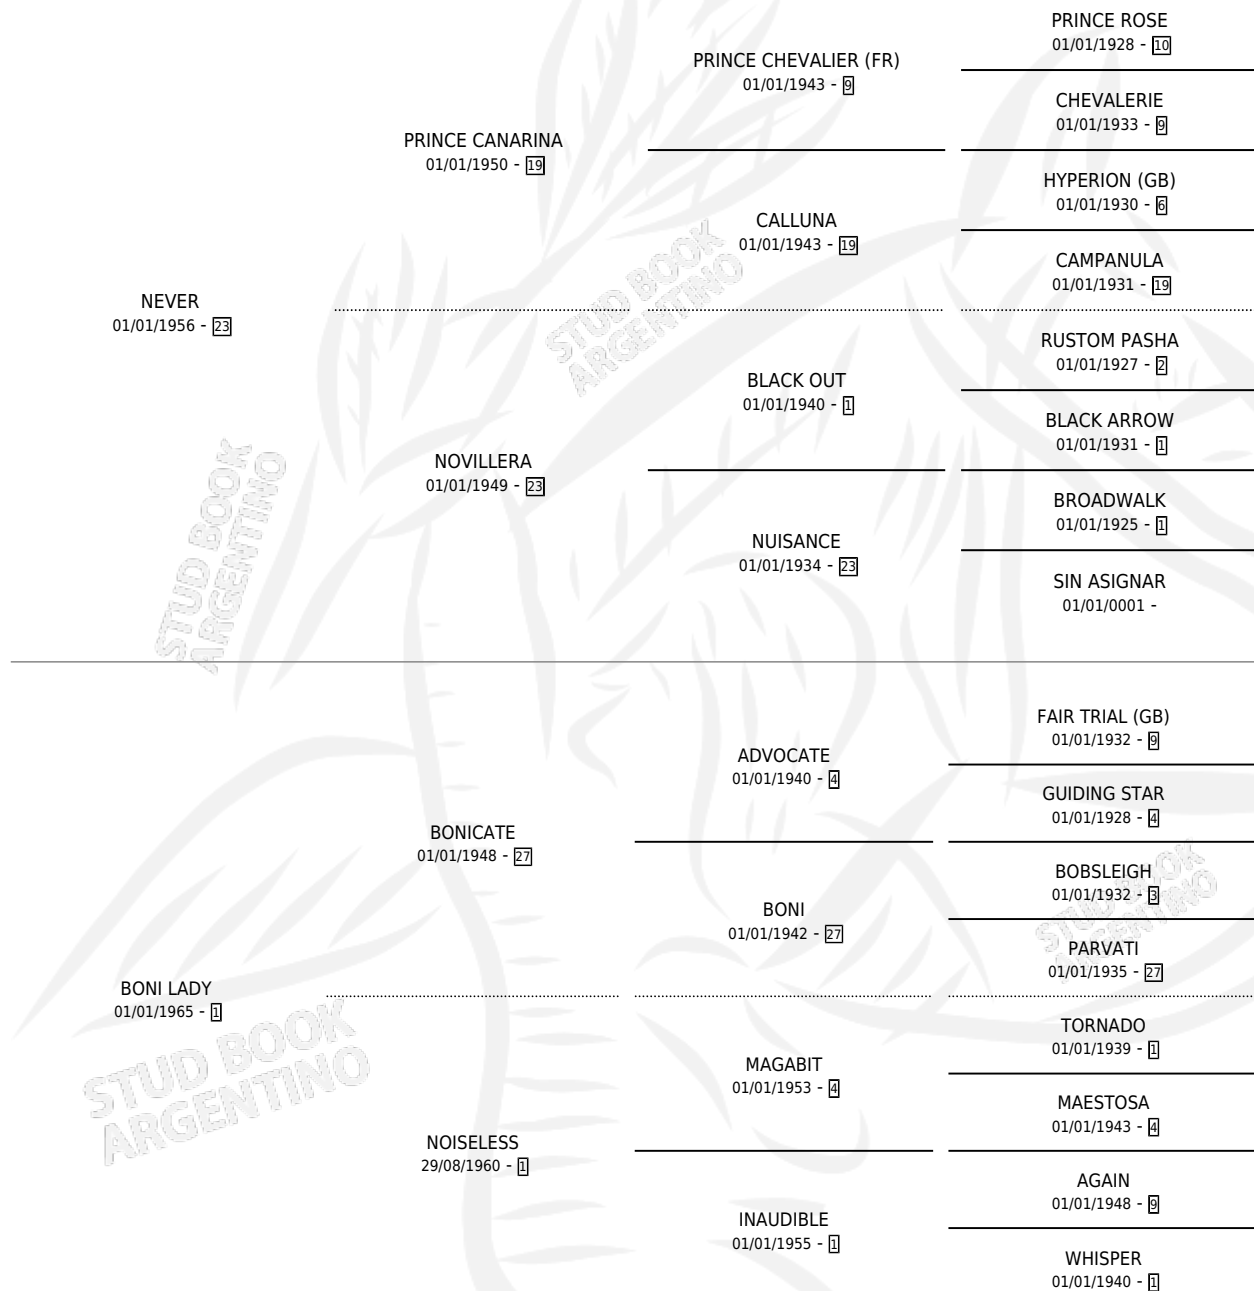 PRINCE ROSE
01/01/1928 - 10
PRINCE CHEVALIER (FR)
01/01/1943 - 9
CHEVALERIE
01/01/1933 - 9
PRINCE CANARINA
01/01/1950 - 19
HYPERION (GB)
01/01/1930 - 6
CALLUNA
01/01/1943 - 19
CAMPANULA
01/01/1931 - 19
NEVER
01/01/1956 - 23
STUD BOOK
ARGENTINO
RUSTOM PASHA
01/01/1927 - 2
BLACK OUT
01/01/1940 - 1
BLACK ARROW
01/01/1931 - 1
NOVILLERA
01/01/1949 - 23
BROADWALK
01/01/1925 - 1
NUISANCE
01/01/1934 - 23
SIN ASIGNAR
01/01/0001 -
STUD BOOK
ARGENTINO
FAIR TRIAL (GB)
01/01/1932 - 9
ADVOCATE
01/01/1940 - 4
GUIDING STAR
01/01/1928 - 4
BONICATE
01/01/1948 - 27
BOBSLEIGH
01/01/1932 - 3
BONI
01/01/1942 - 27
PARVATI
01/01/1935 - 27
STUD BOOK
ARGENTINO
BONI LADY
01/01/1965 - 1
TORNADO
01/01/1939 - 1
MAGABIT
01/01/1953 - 4
MAESTOSA
01/01/1943 - 4
STUD BOOK
ARGENTINO
NOISELESS
29/08/1960 - 1
AGAIN
01/01/1948 - 9
INAUDIBLE
01/01/1955 - 1
WHISPER
01/01/1940 - 1